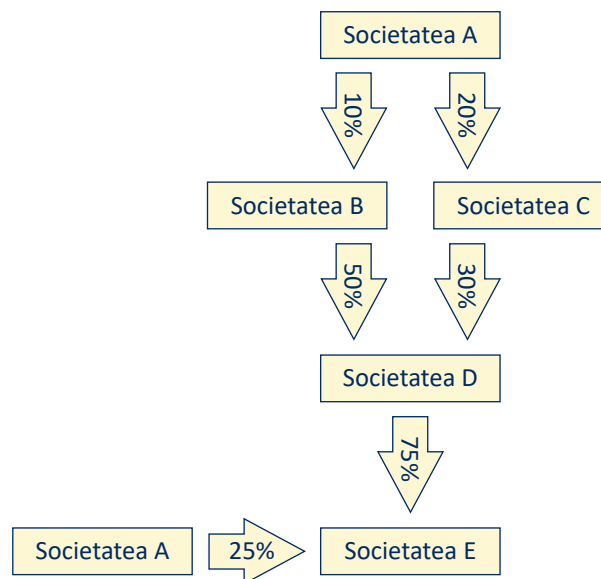 Societatea A
10%
20%
Societatea B
Societatea C
50%
30%
Societatea D
75%
Societatea A
25%
Societatea E